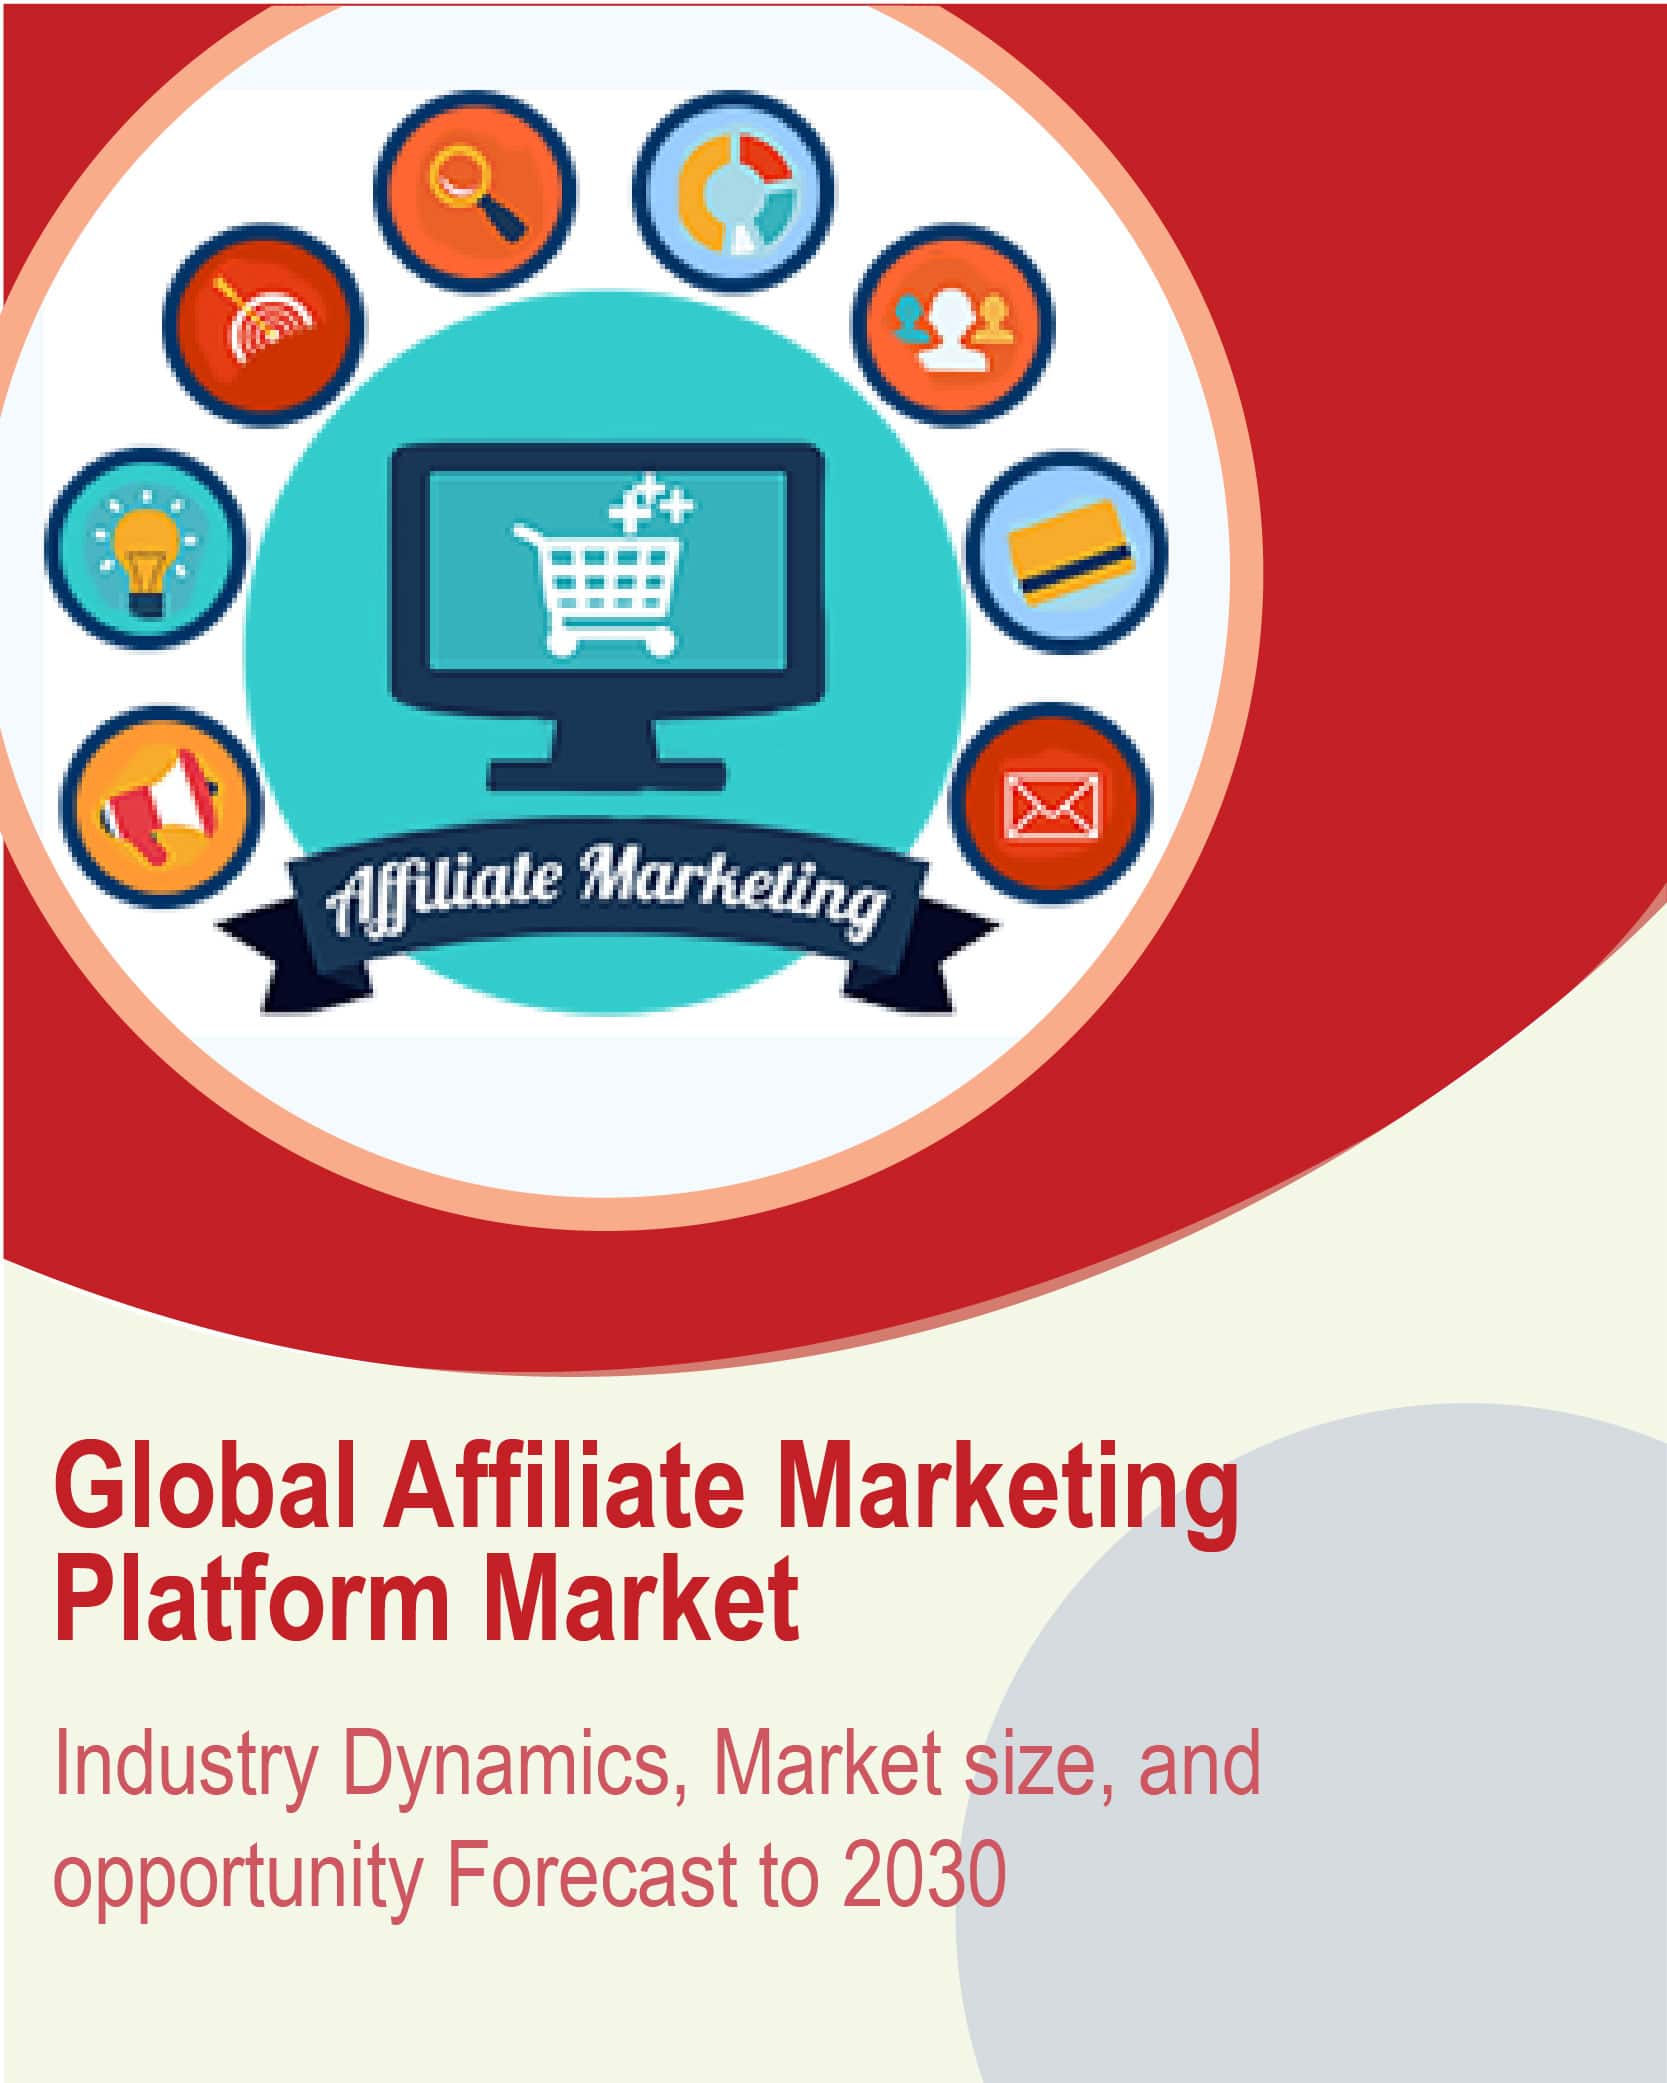 Affiliate Marketing
Global Affiliate Marketing
Platform Market
Industry Dynamics, Market size, and
opportunity Forecast to 2030